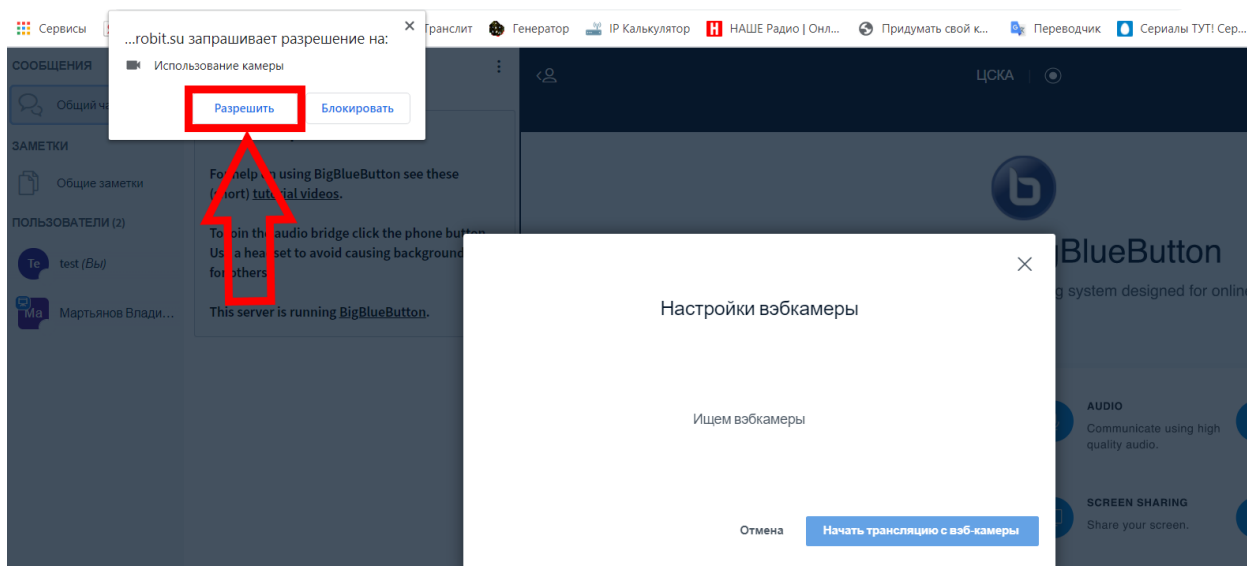 Сервисы
Транслит
Генератор
IP Калькулятор
НАШЕ Радио | Онл...
Придумать свой к...
Переводчик
Сериалы ТУТ! Сер...
...robit.su запрашивает разрешение на:
Использование камеры
Разрешить
Блокировать
СООБЩЕНИЯ
Общий ча
ЗАМЕТКИ
Общие заметки
ПОЛЬЗОВАТЕЛИ (2)
Te test (Вы)
Ма Мартьянов Влади...
For help on using BigBlueButton see these
(short) tutorial videos.
To join the audio bridge click the phone button.
Use a headset to avoid causing background
for others.
This server is running BigBlueButton.
ЦСКА
b
igBlueButton
g system designed for onlin
Настройки вэбкамеры
Ищем вэбкамеры
Отмена
Начать трансляцию с вэб-камеры
AUDIO
Communicate using high
quality audio.
SCREEN SHARING
Share your screen.